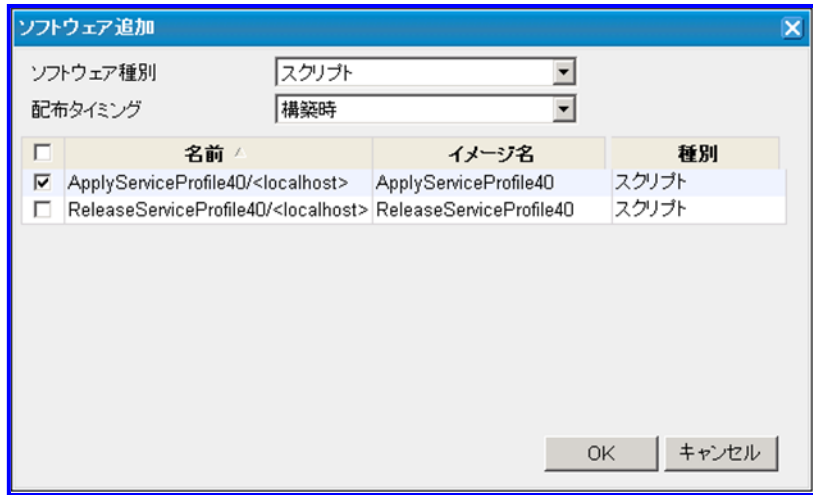 ソフトウェア追加
ソフトウェア種別 スクリプト
配布タイミング 構築時
名前 イメージ名 種別
ApplyServiceProfile40/<localhost> ApplyServiceProfile40 スクリプト
ReleaseServiceProfile40/<localhost> ReleaseServiceProfile40 スクリプト
OK キャンセル